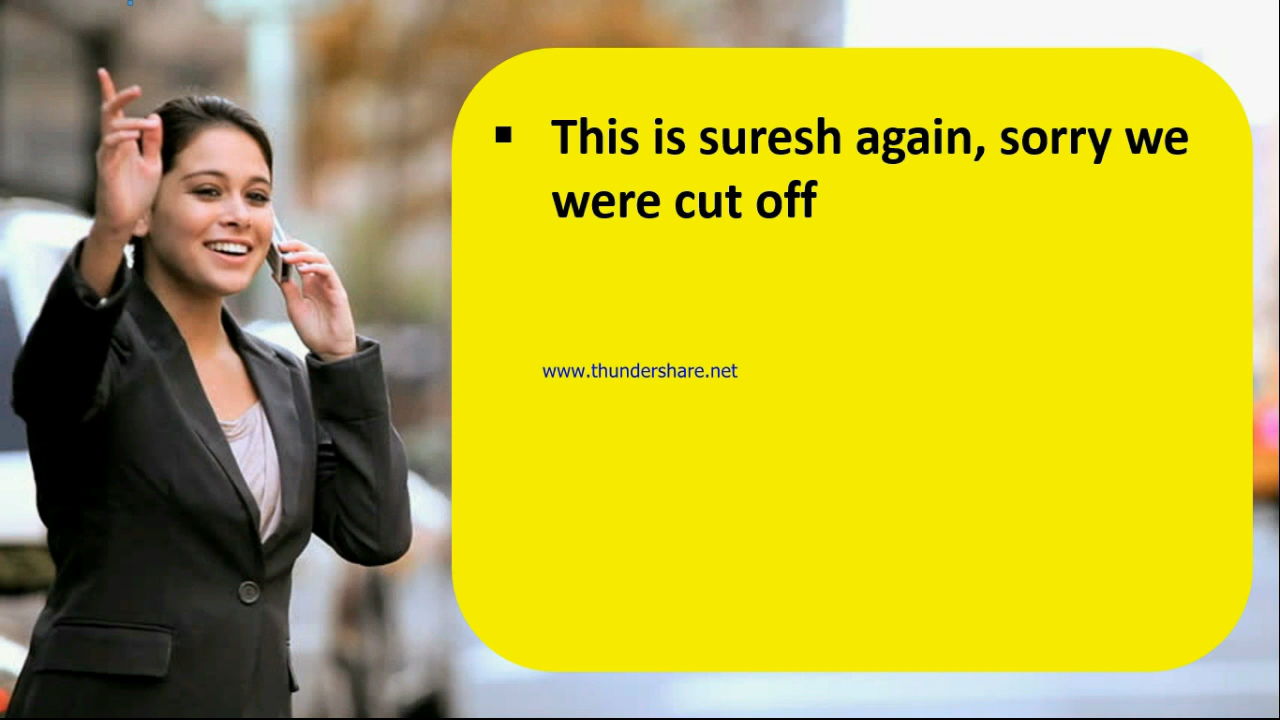 ▪ This is suresh again, sorry we
were cut off
www.thundershare.net